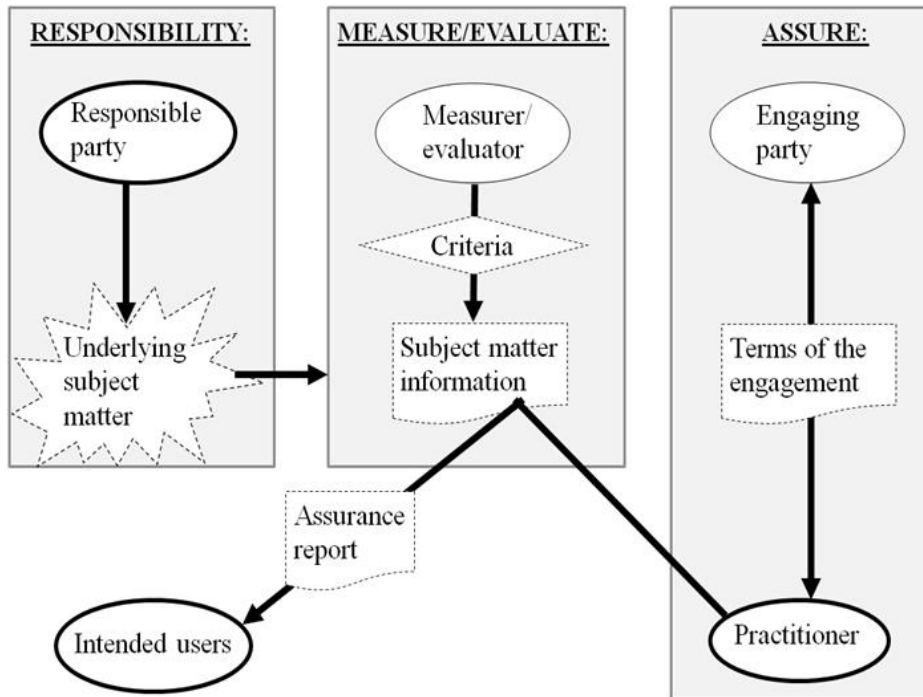 RESPONSIBILITY:
Responsible
party
Underlying
subject
matter
MEASURE/EVALUATE:
Measurer/
evaluator
Criteria
Subject matter
information
ASSURE:
Engaging
party
Terms of the
engagement
Practitioner
Assurance
report
Intended users